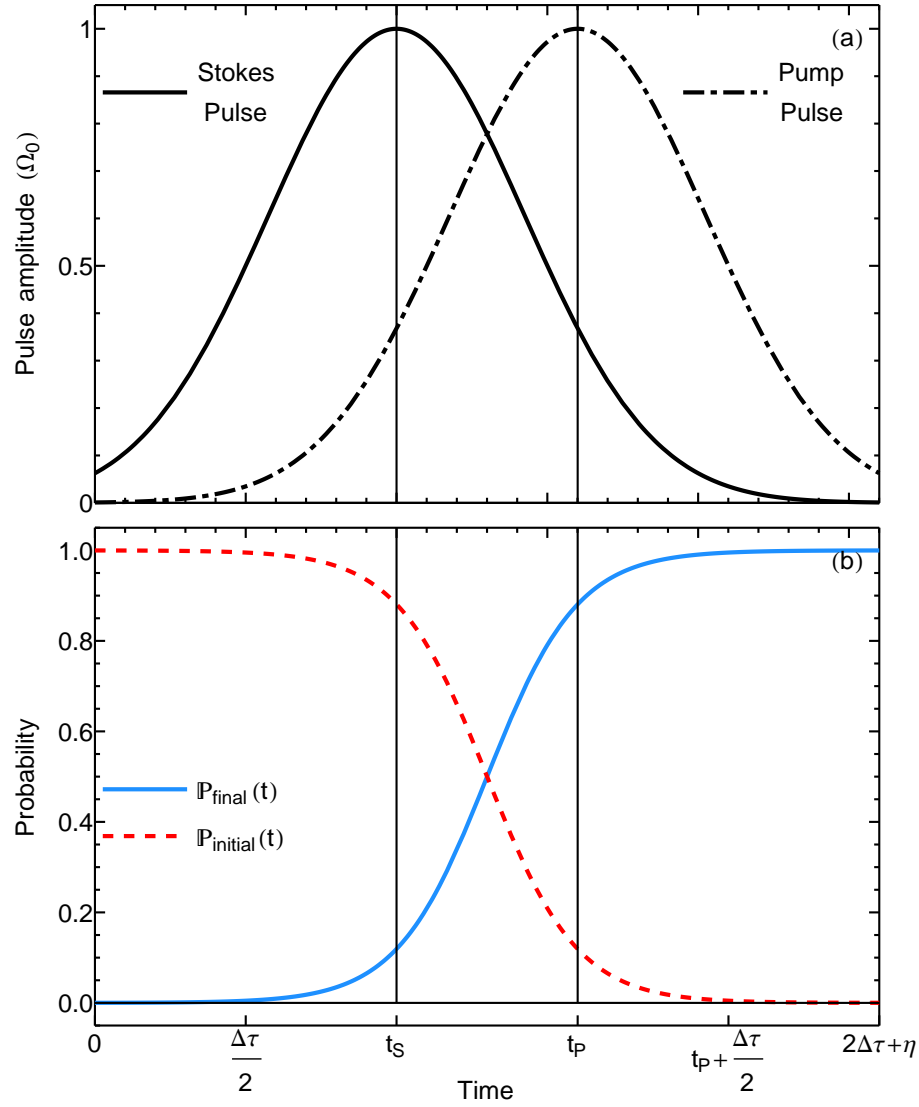 (a)
Stokes
Pulse
Pump
Pulse
1
0.5
0
Pulse amplitude (Ω₀)
(b)
1.0
0.8
0.6
0.4
0.2
0.0
Probability
ℙfinal (t)
ℙinitial (t)
0
Δτ/2
tS
tP
tP + Δτ/2
2Δτ+η
Time